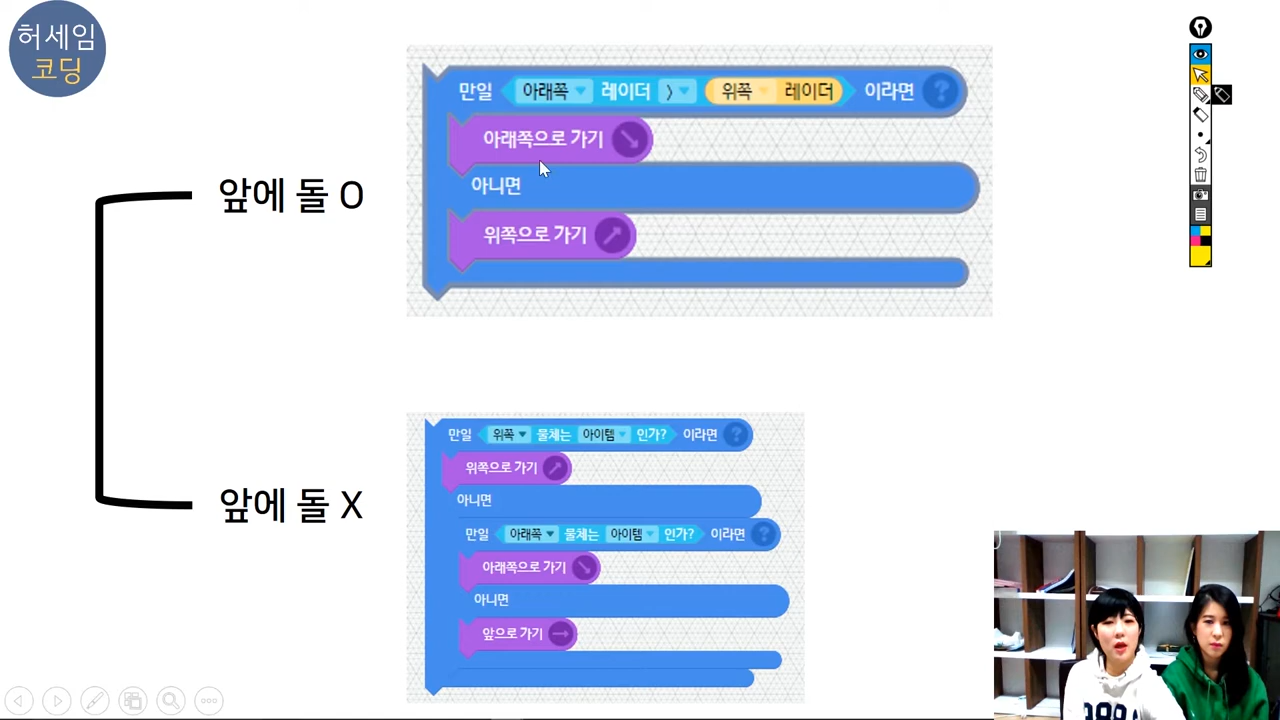 허세임
코딩
만일 아래쪽 레이더 > 위쪽 레이더 이라면 ?
아래쪽으로 가기
아니면
위쪽으로 가기
앞에 돌 O
만일 위쪽 물체는 아이템 인가? 이라면 ?
위쪽으로 가기
아니면
만일 아래쪽 물체는 아이템 인가? 이라면 ?
아래쪽으로 가기
아니면
앞으로 가기
앞에 돌 X